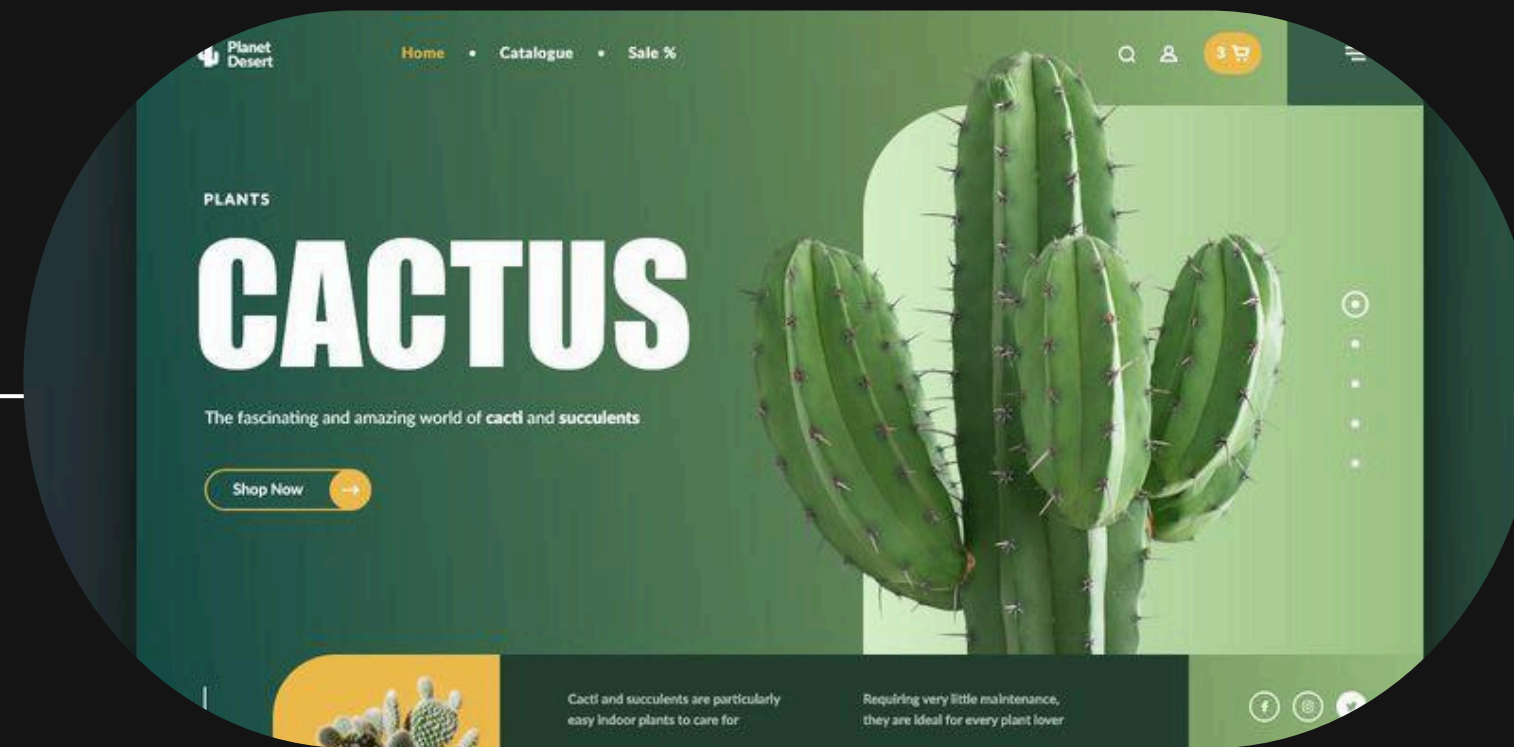 Planet
Desert
Home • Catalogue • Sale %
3
PLANTS
CACTUS
The fascinating and amazing world of cacti and succulents
Shop Now
Cacti and succulents are particularly
easy indoor plants to care for
Requiring very little maintenance,
they are ideal for every plant lover